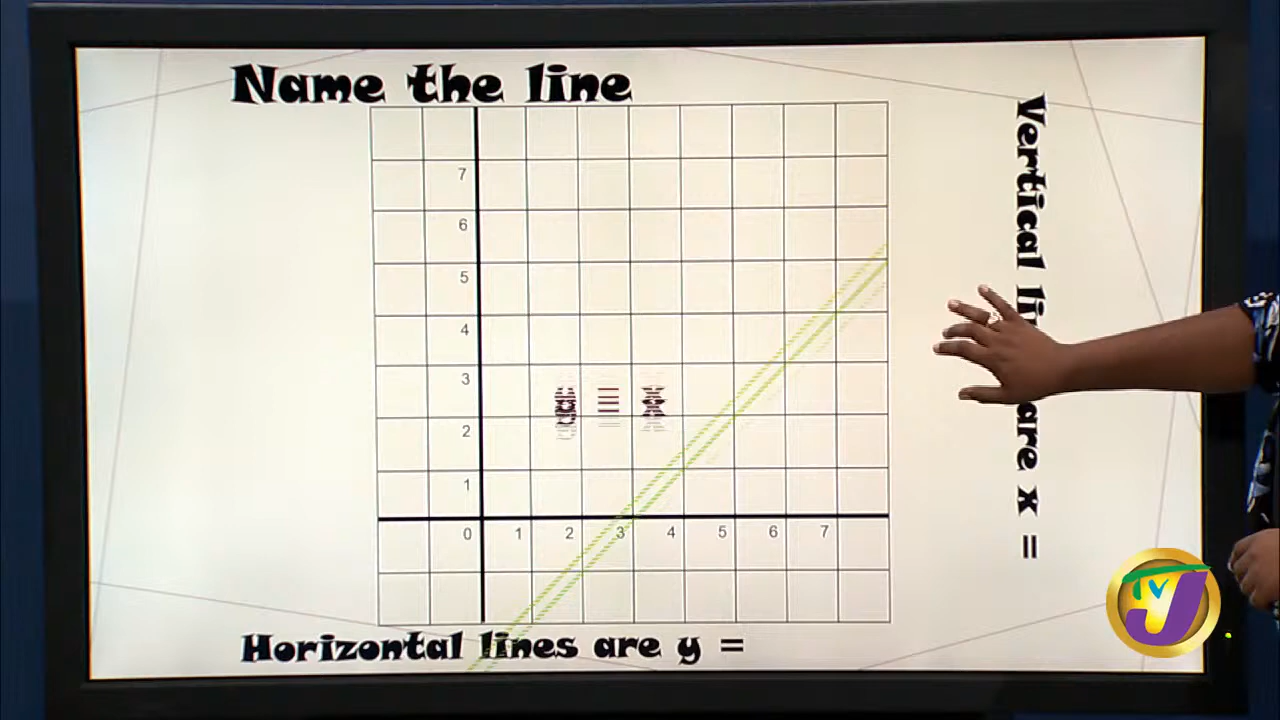 Name the line
7
6
5
4
3
2
1
0 1 2 3 4 5 6 7
Horizontal lines are y =
Vertical li are x =
TVJ